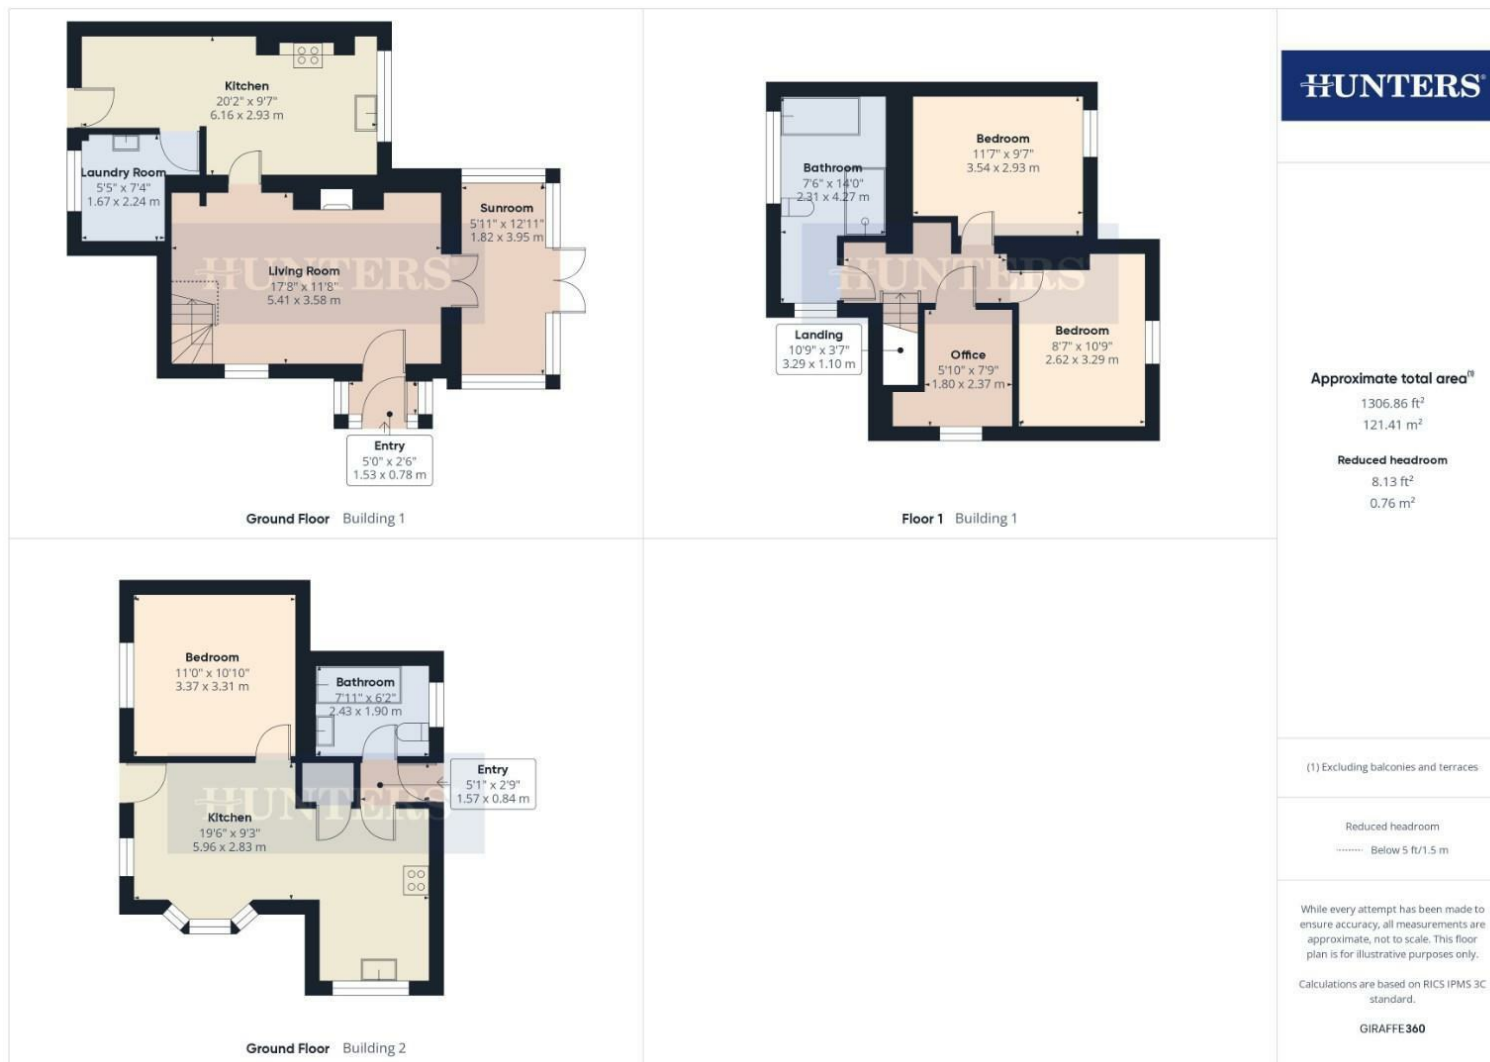 Kitchen
20'2" x 9'7"
6.16 x 2.93 m
Laundry Room
5'5" x 7'4"
1.67 x 2.24 m
Sunroom
5'11" x 12'11"
1.82 x 3.95 m
HUNTERS
Living Room
17'8" x 11'8"
5.41 x 3.58 m
Entry
5'0" x 2'6"
1.53 x 0.78 m
Ground Floor Building 1
Bedroom
11'7" x 9'7"
3.54 x 2.93 m
Bathroom
7'6" x 14'0"
2.31 x 4.27 m
HUNTERS
Landing
10'9" x 3'7"
3.29 x 1.10 m
Office
5'10" x 7'9"
1.80 x 2.37 m
Bedroom
8'7" x 10'9"
2.62 x 3.29 m
Floor 1 Building 1
Bedroom
11'0" x 10'10"
3.37 x 3.31 m
Bathroom
7'11" x 6'2"
2.43 x 1.90 m
Entry
5'1" x 2'9"
1.57 x 0.84 m
HUNTERS
Kitchen
19'6" x 9'3"
5.96 x 2.83 m
Ground Floor Building 2
HUNTERS®
Approximate total area(1)
1306.86 ft²
121.41 m²
Reduced headroom
8.13 ft²
0.76 m²
(1) Excluding balconies and terraces
Reduced headroom
Below 5 ft/1.5 m
While every attempt has been made to
ensure accuracy, all measurements are
approximate, not to scale. This floor
plan is for illustrative purposes only.
Calculations are based on RICS IPMS 3C
standard.
GIRAFFE360